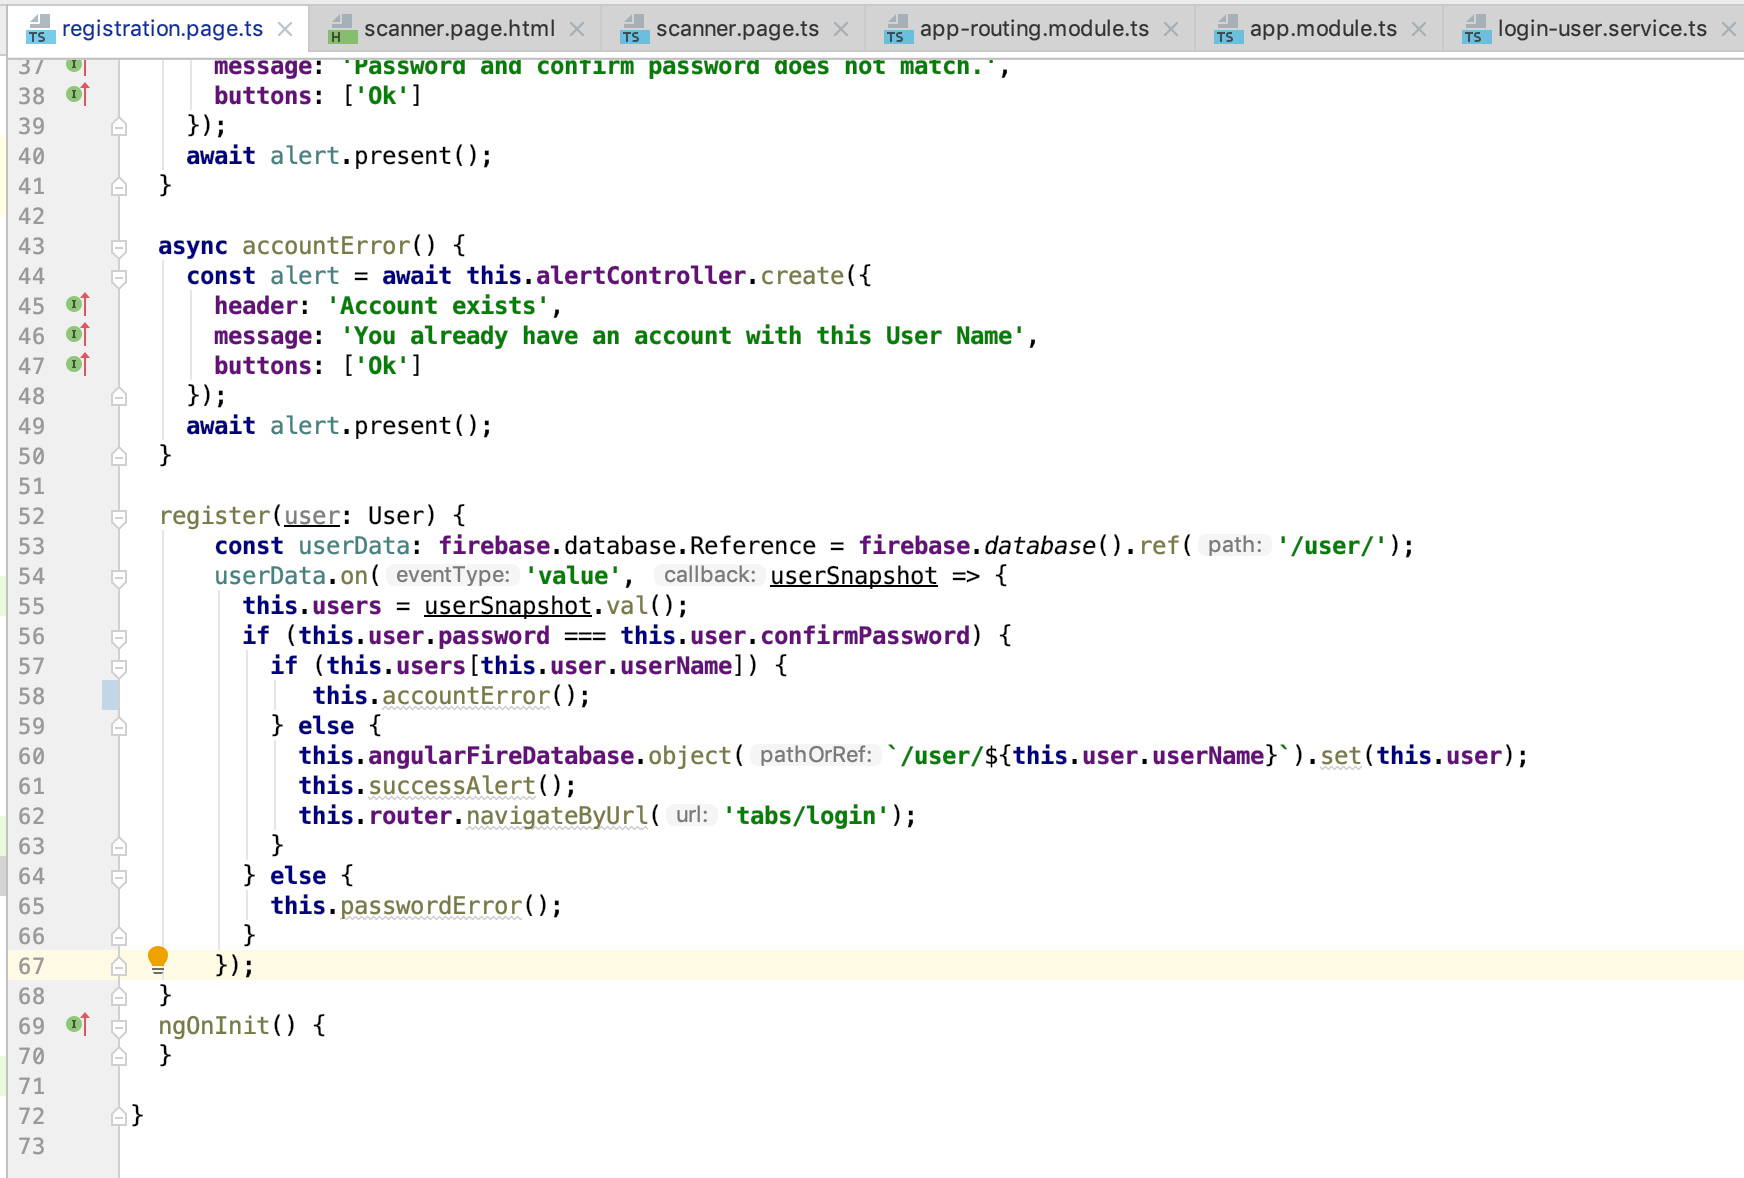 registration.page.ts scanner.page.html scanner.page.ts app-routing.module.ts app.module.ts login-user.service.ts
37 message: 'Password and confirm password does not match.',
38 buttons: ['Ok']
39 });
40 await alert.present();
41 }
42
43 async accountError() {
44 const alert = await this.alertController.create({
45 header: 'Account exists',
46 message: 'You already have an account with this User Name',
47 buttons: ['Ok']
48 });
49 await alert.present();
50 }
51
52 register(user: User) {
53 const userData: firebase.database.Reference = firebase.database().ref( path: '/user/');
54 userData.on( eventType: 'value', callback: userSnapshot => {
55 this.users = userSnapshot.val();
56 if (this.user.password === this.user.confirmPassword) {
57 if (this.users[this.user.userName]) {
58 this.accountError();
59 } else {
60 this.angularFireDatabase.object( pathOrRef: `/user/${this.user.userName}`).set(this.user);
61 this.successAlert();
62 this.router.navigateByUrl( url: 'tabs/login');
63 }
64 } else {
65 this.passwordError();
66 }
67 });
68 }
69 ngOnInit() {
70 }
71
72 }
73